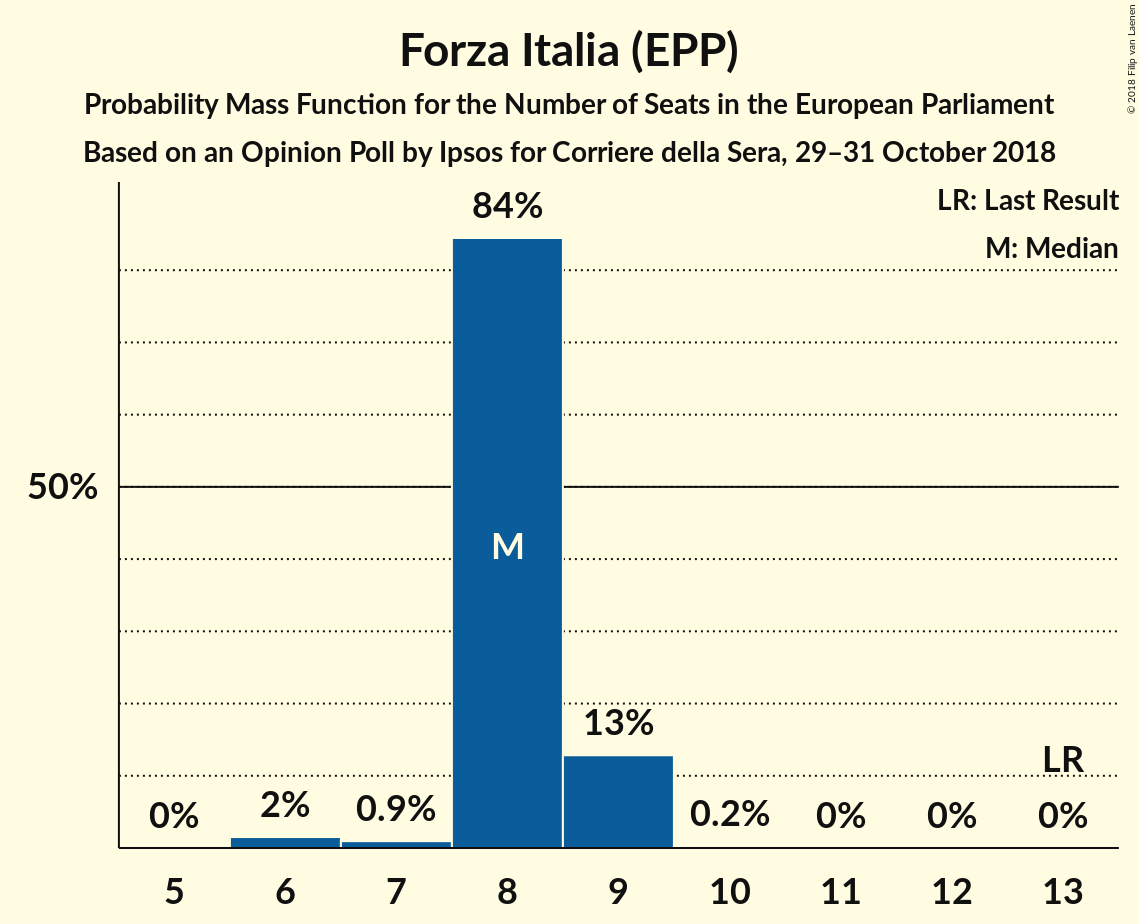 Forza Italia (EPP)
Probability Mass Function for the Number of Seats in the European Parliament
Based on an Opinion Poll by Ipsos for Corriere della Sera, 29–31 October 2018
© 2018 Filip van Laenen
LR: Last Result
M: Median
84%
50%
M
13%
LR
0%
2%
0.9%
0.2%
0%
0%
0%
5 6 7 8 9 10 11 12 13